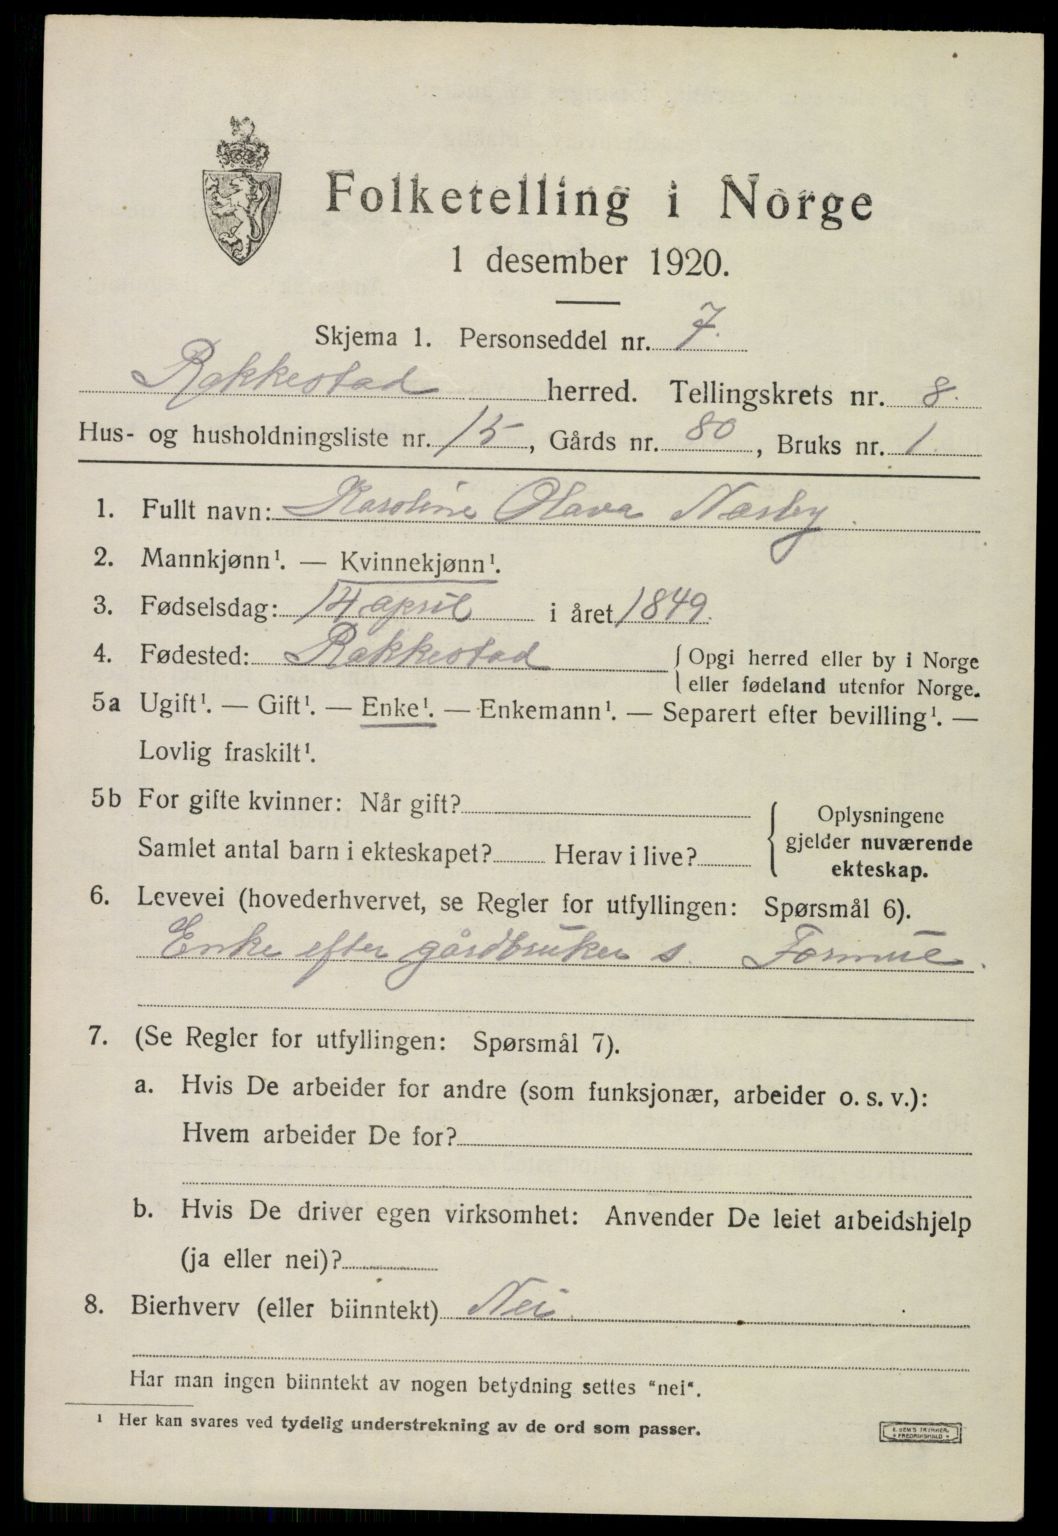 Folketelling i Norge
1 desember 1920.
Skjema 1. Personseddel nr. 7.
Rakkestad herred. Tellingskrets nr. 8.
Hus- og husholdningsliste nr. 15, Gårds nr. 80, Bruks nr. 1
1. Fullt navn: Karoline Olava Næsby.
2. Mannkjønn¹. — Kvinnekjønn¹.
3. Fødselsdag: 14 april i året 1849.
4. Fødested: Rakkestad { Opgi herred eller by i Norge
eller fødeland utenfor Norge.
5a Ugift¹. — Gift¹. — Enke¹. — Enkemann¹. — Separert efter bevilling¹. —
Lovlig fraskilt¹.
5b For gifte kvinner: Når gift?
Samlet antal barn i ekteskapet? Herav i live?
Oplysningene
gjelder nuværende
ekteskap.
6. Levevei (hovederhvervet, se Regler for utfyllingen: Spørsmål 6).
Enke efter gårdbruker s. Formue.
7. (Se Regler for utfyllingen: Spørsmål 7).
a. Hvis De arbeider for andre (som funksjonær, arbeider o. s. v.):
Hvem arbeider De for?
b. Hvis De driver egen virksomhet: Anvender De leiet arbeidshjelp
(ja eller nei)?
8. Bierhverv (eller biinntekt) Nei.
Har man ingen biinntekt av nogen betydning settes "nei".
¹ Her kan svares ved tydelig understrekning av de ord som passer.
FREDRIKSHALD